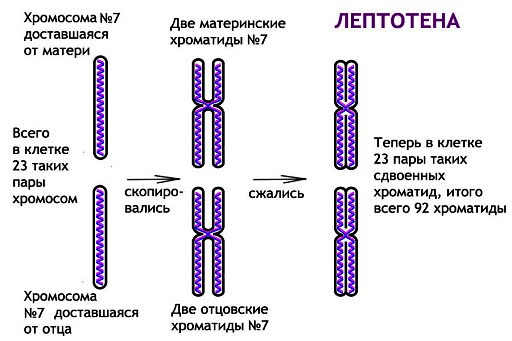 ЛЕПТОТЕНА
Хромосома №7
доставшаяся
от матери
Две материнские
хроматиды №7
Всего
в клетке
23 таких
пары
хромосом
скопиро-
вались
сжались
Теперь в клетке
23 пары таких
сдвоенных
хроматид, итого
всего 92 хроматиды
Хромосома
№7 доставшаяся
от отца
Две отцовские
хроматиды №7